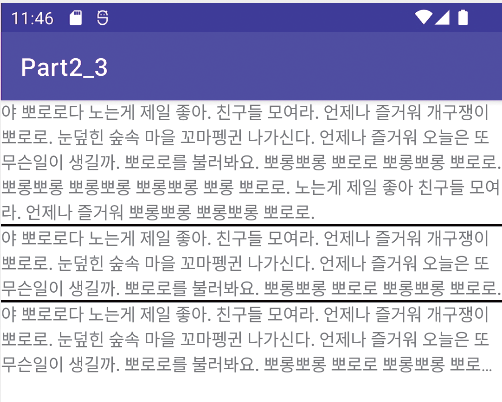 11:46
Part2_3
야 뽀로로다 노는게 제일 좋아. 친구들 모여라. 언제나 즐거워 개구쟁이
뽀로로. 눈덮힌 숲속 마을 꼬마펭귄 나가신다. 언제나 즐거워 오늘은 또
무슨일이 생길까. 뽀로로를 불러봐요. 뽀롱뽀롱 뽀로로 뽀롱뽀롱 뽀로로.
뽀롱뽀롱 뽀롱뽀롱 뽀롱뽀롱 뽀롱 뽀로로. 노는게 제일 좋아 친구들 모여
라. 언제나 즐거워 뽀롱뽀롱 뽀롱뽀롱 뽀로로.
야 뽀로로다 노는게 제일 좋아. 친구들 모여라. 언제나 즐거워 개구쟁이
뽀로로. 눈덮힌 숲속 마을 꼬마펭귄 나가신다. 언제나 즐거워 오늘은 또
무슨일이 생길까. 뽀로로를 불러봐요. 뽀롱뽀롱 뽀로로 뽀롱뽀롱 뽀로로.
야 뽀로로다 노는게 제일 좋아. 친구들 모여라. 언제나 즐거워 개구쟁이
뽀로로. 눈덮힌 숲속 마을 꼬마펭귄 나가신다. 언제나 즐거워 오늘은 또
무슨일이 생길까. 뽀로로를 불러봐요. 뽀롱뽀롱 뽀로로 뽀롱뽀롱 뽀로…